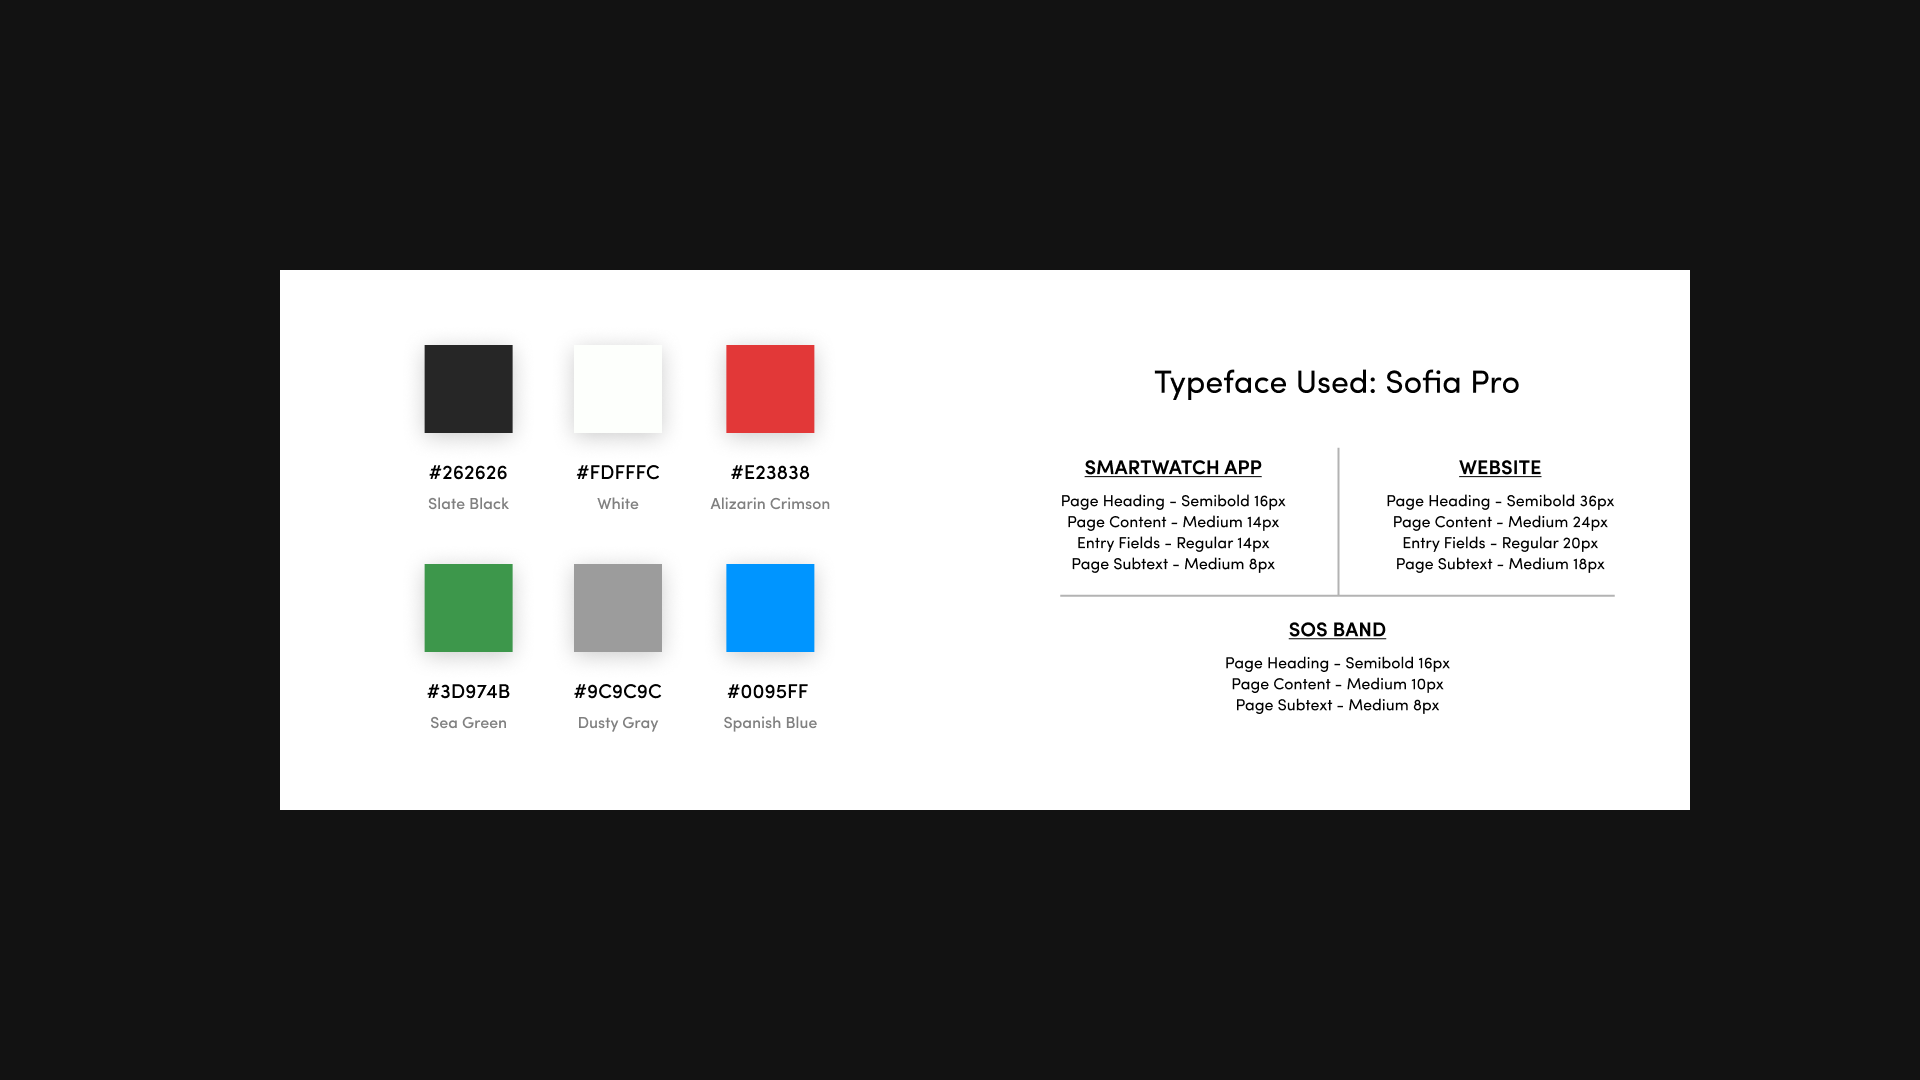 #262626
Slate Black
#FDFFFC
White
#E23838
Alizarin Crimson
#3D974B
Sea Green
#9C9C9C
Dusty Gray
#0095FF
Spanish Blue
Typeface Used: Sofia Pro
SMARTWATCH APP
Page Heading - Semibold 16px
Page Content - Medium 14px
Entry Fields - Regular 14px
Page Subtext - Medium 8px
WEBSITE
Page Heading - Semibold 36px
Page Content - Medium 24px
Entry Fields - Regular 20px
Page Subtext - Medium 18px
SOS BAND
Page Heading - Semibold 16px
Page Content - Medium 10px
Page Subtext - Medium 8px